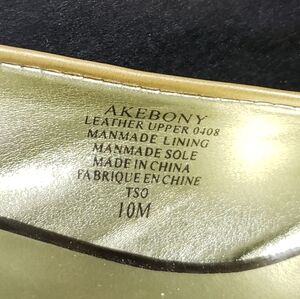 AKEBONY
LEATHER UPPER 0408
MANMADE LINING
MANMADE SOLE
MADE IN CHINA
FABRIQUE EN CHINE
TSO
10M